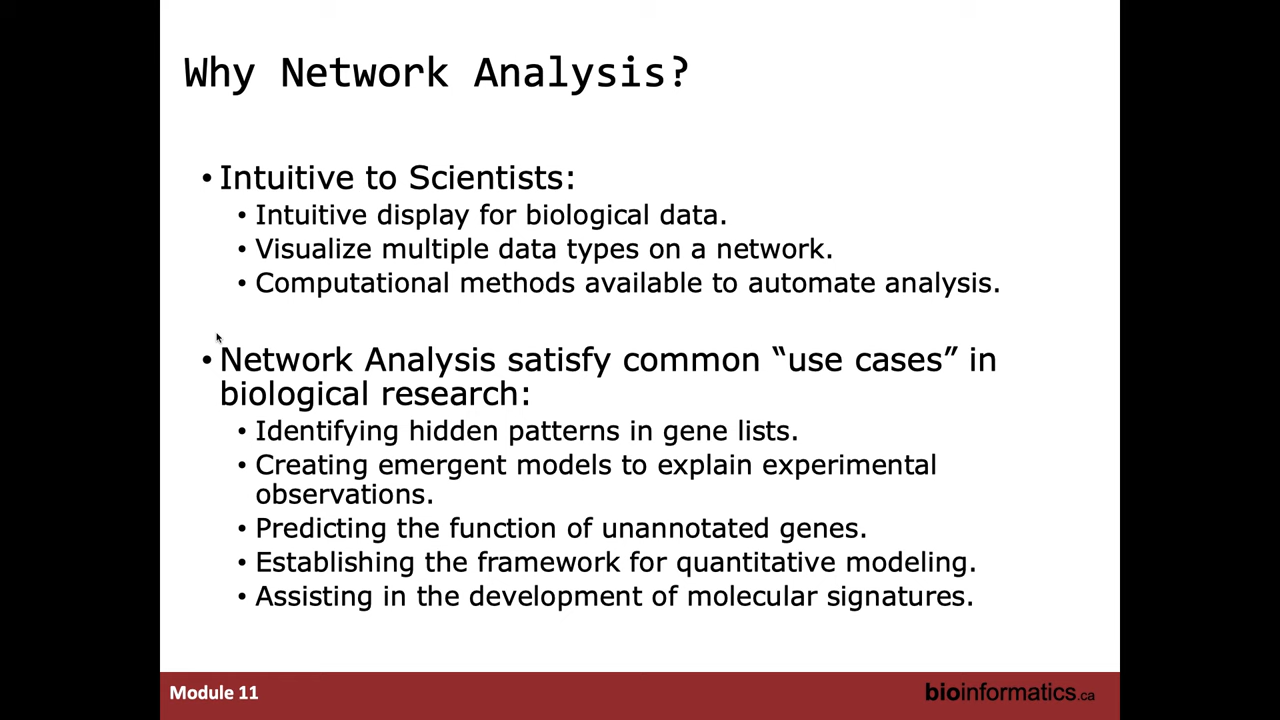 Why Network Analysis?
• Intuitive to Scientists:
• Intuitive display for biological data.
• Visualize multiple data types on a network.
• Computational methods available to automate analysis.
• Network Analysis satisfy common “use cases” in
biological research:
• Identifying hidden patterns in gene lists.
• Creating emergent models to explain experimental
observations.
• Predicting the function of unannotated genes.
• Establishing the framework for quantitative modeling.
• Assisting in the development of molecular signatures.
Module 11
bioinformatics.ca